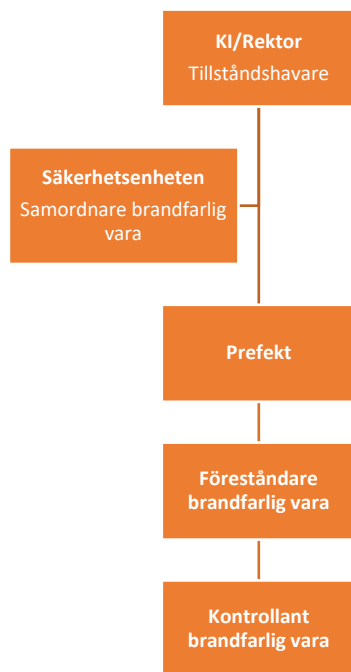 KI/Rektor
Tillståndshavare
Säkerhetsenheten
Samordnare brandfarlig
vara
Prefekt
Föreståndare
brandfarlig vara
Kontrollant
brandfarlig vara